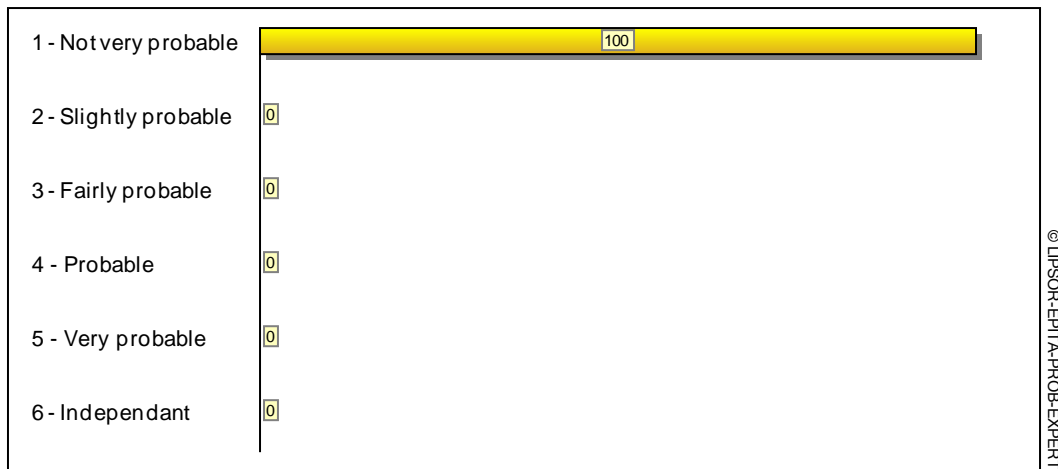 1 - Not very probable 100
2 - Slightly probable 0
3 - Fairly probable 0
4 - Probable 0
5 - Very probable 0
6 - Independant 0
© LIPSOR-EPITA-PROB-EXPERT